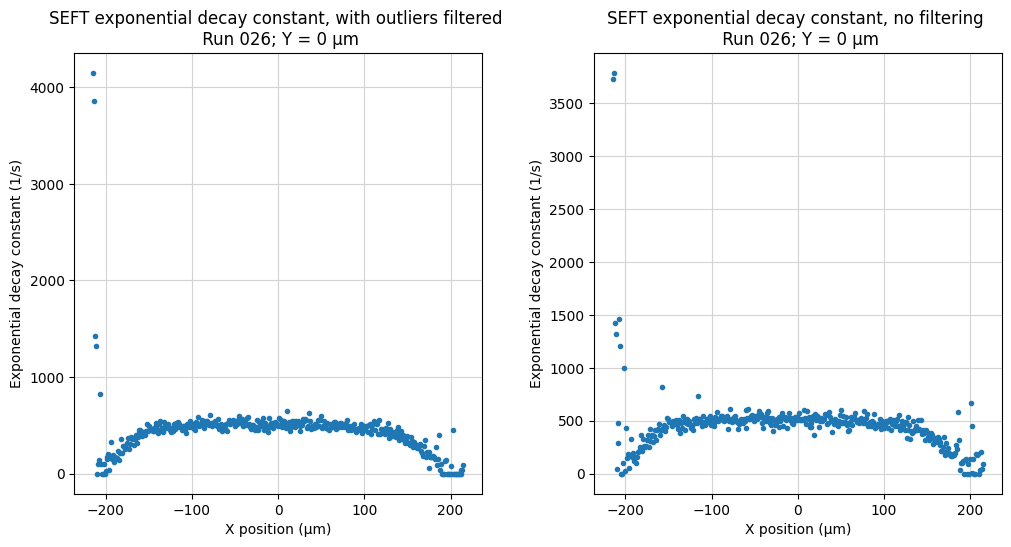 SEFT exponential decay constant, with outliers filtered
Run 026; Y = 0 µm
Exponential decay constant (1/s)
4000
3000
2000
1000
0
−200
−100
0
100
200
X position (µm)
SEFT exponential decay constant, no filtering
Run 026; Y = 0 µm
Exponential decay constant (1/s)
3500
3000
2500
2000
1500
1000
500
0
−200
−100
0
100
200
X position (µm)